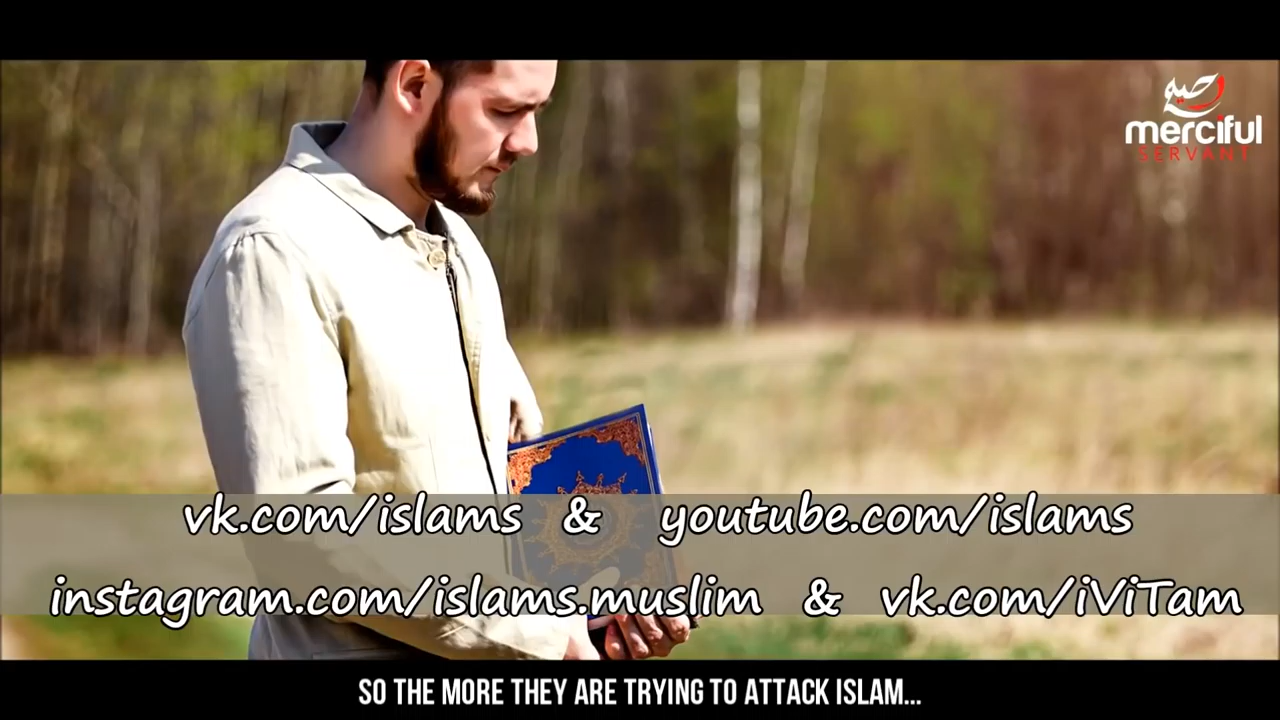 merciful
SERVANT
vk.com/islams & youtube.com/islams
instagram.com/islams.muslim & vk.com/iViTam
SO THE MORE THEY ARE TRYING TO ATTACK ISLAM...